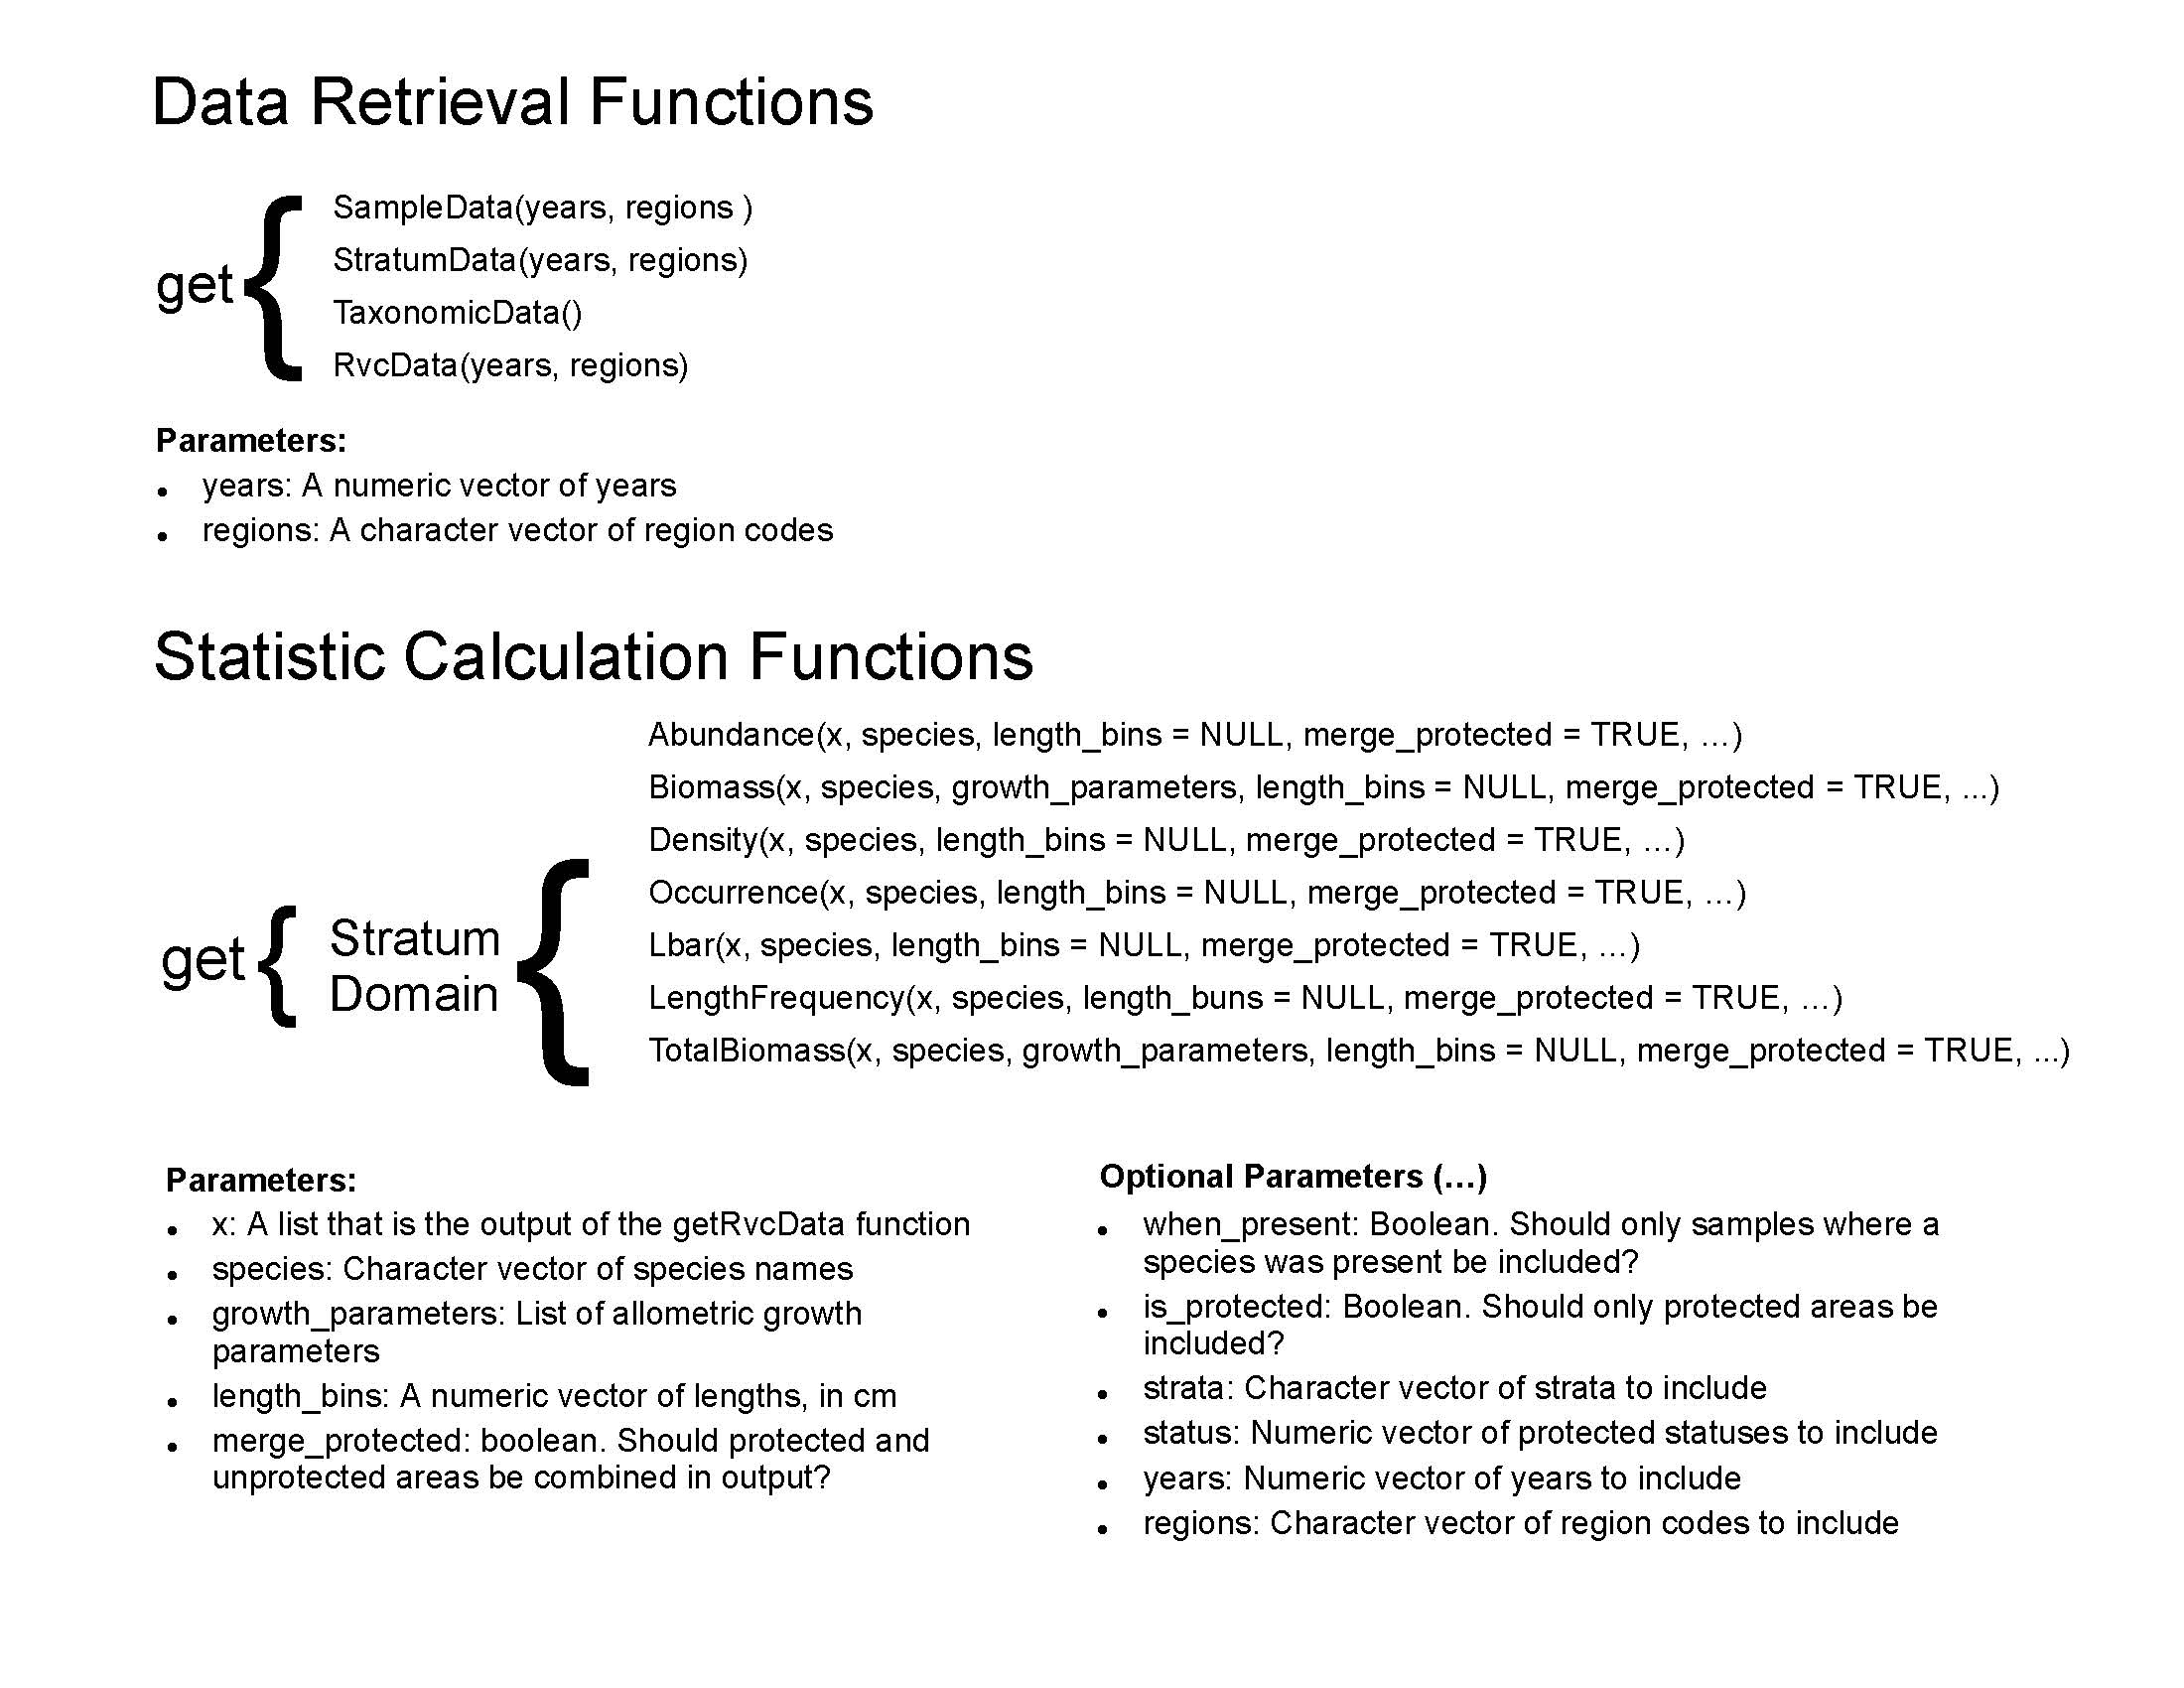 Data Retrieval Functions
get
SampleData(years, regions )
StratumData(years, regions)
TaxonomicData()
RvcData(years, regions)
Parameters:
years: A numeric vector of years
regions: A character vector of region codes
Statistic Calculation Functions
get
Stratum
Domain
Abundance(x, species, length_bins = NULL, merge_protected = TRUE, ...)
Biomass(x, species, growth_parameters, length_bins = NULL, merge_protected = TRUE, ...)
Density(x, species, length_bins = NULL, merge_protected = TRUE, ...)
Occurrence(x, species, length_bins = NULL, merge_protected = TRUE, ...)
Lbar(x, species, length_bins = NULL, merge_protected = TRUE, ...)
LengthFrequency(x, species, length_buns = NULL, merge_protected = TRUE, ...)
TotalBiomass(x, species, growth_parameters, length_bins = NULL, merge_protected = TRUE, ...)
Parameters:
x: A list that is the output of the getRvcData function
species: Character vector of species names
growth_parameters: List of allometric growth
parameters
length_bins: A numeric vector of lengths, in cm
merge_protected: boolean. Should protected and
unprotected areas be combined in output?
Optional Parameters (...)
when_present: Boolean. Should only samples where a
species was present be included?
is_protected: Boolean. Should only protected areas be
included?
strata: Character vector of strata to include
status: Numeric vector of protected statuses to include
years: Numeric vector of years to include
regions: Character vector of region codes to include